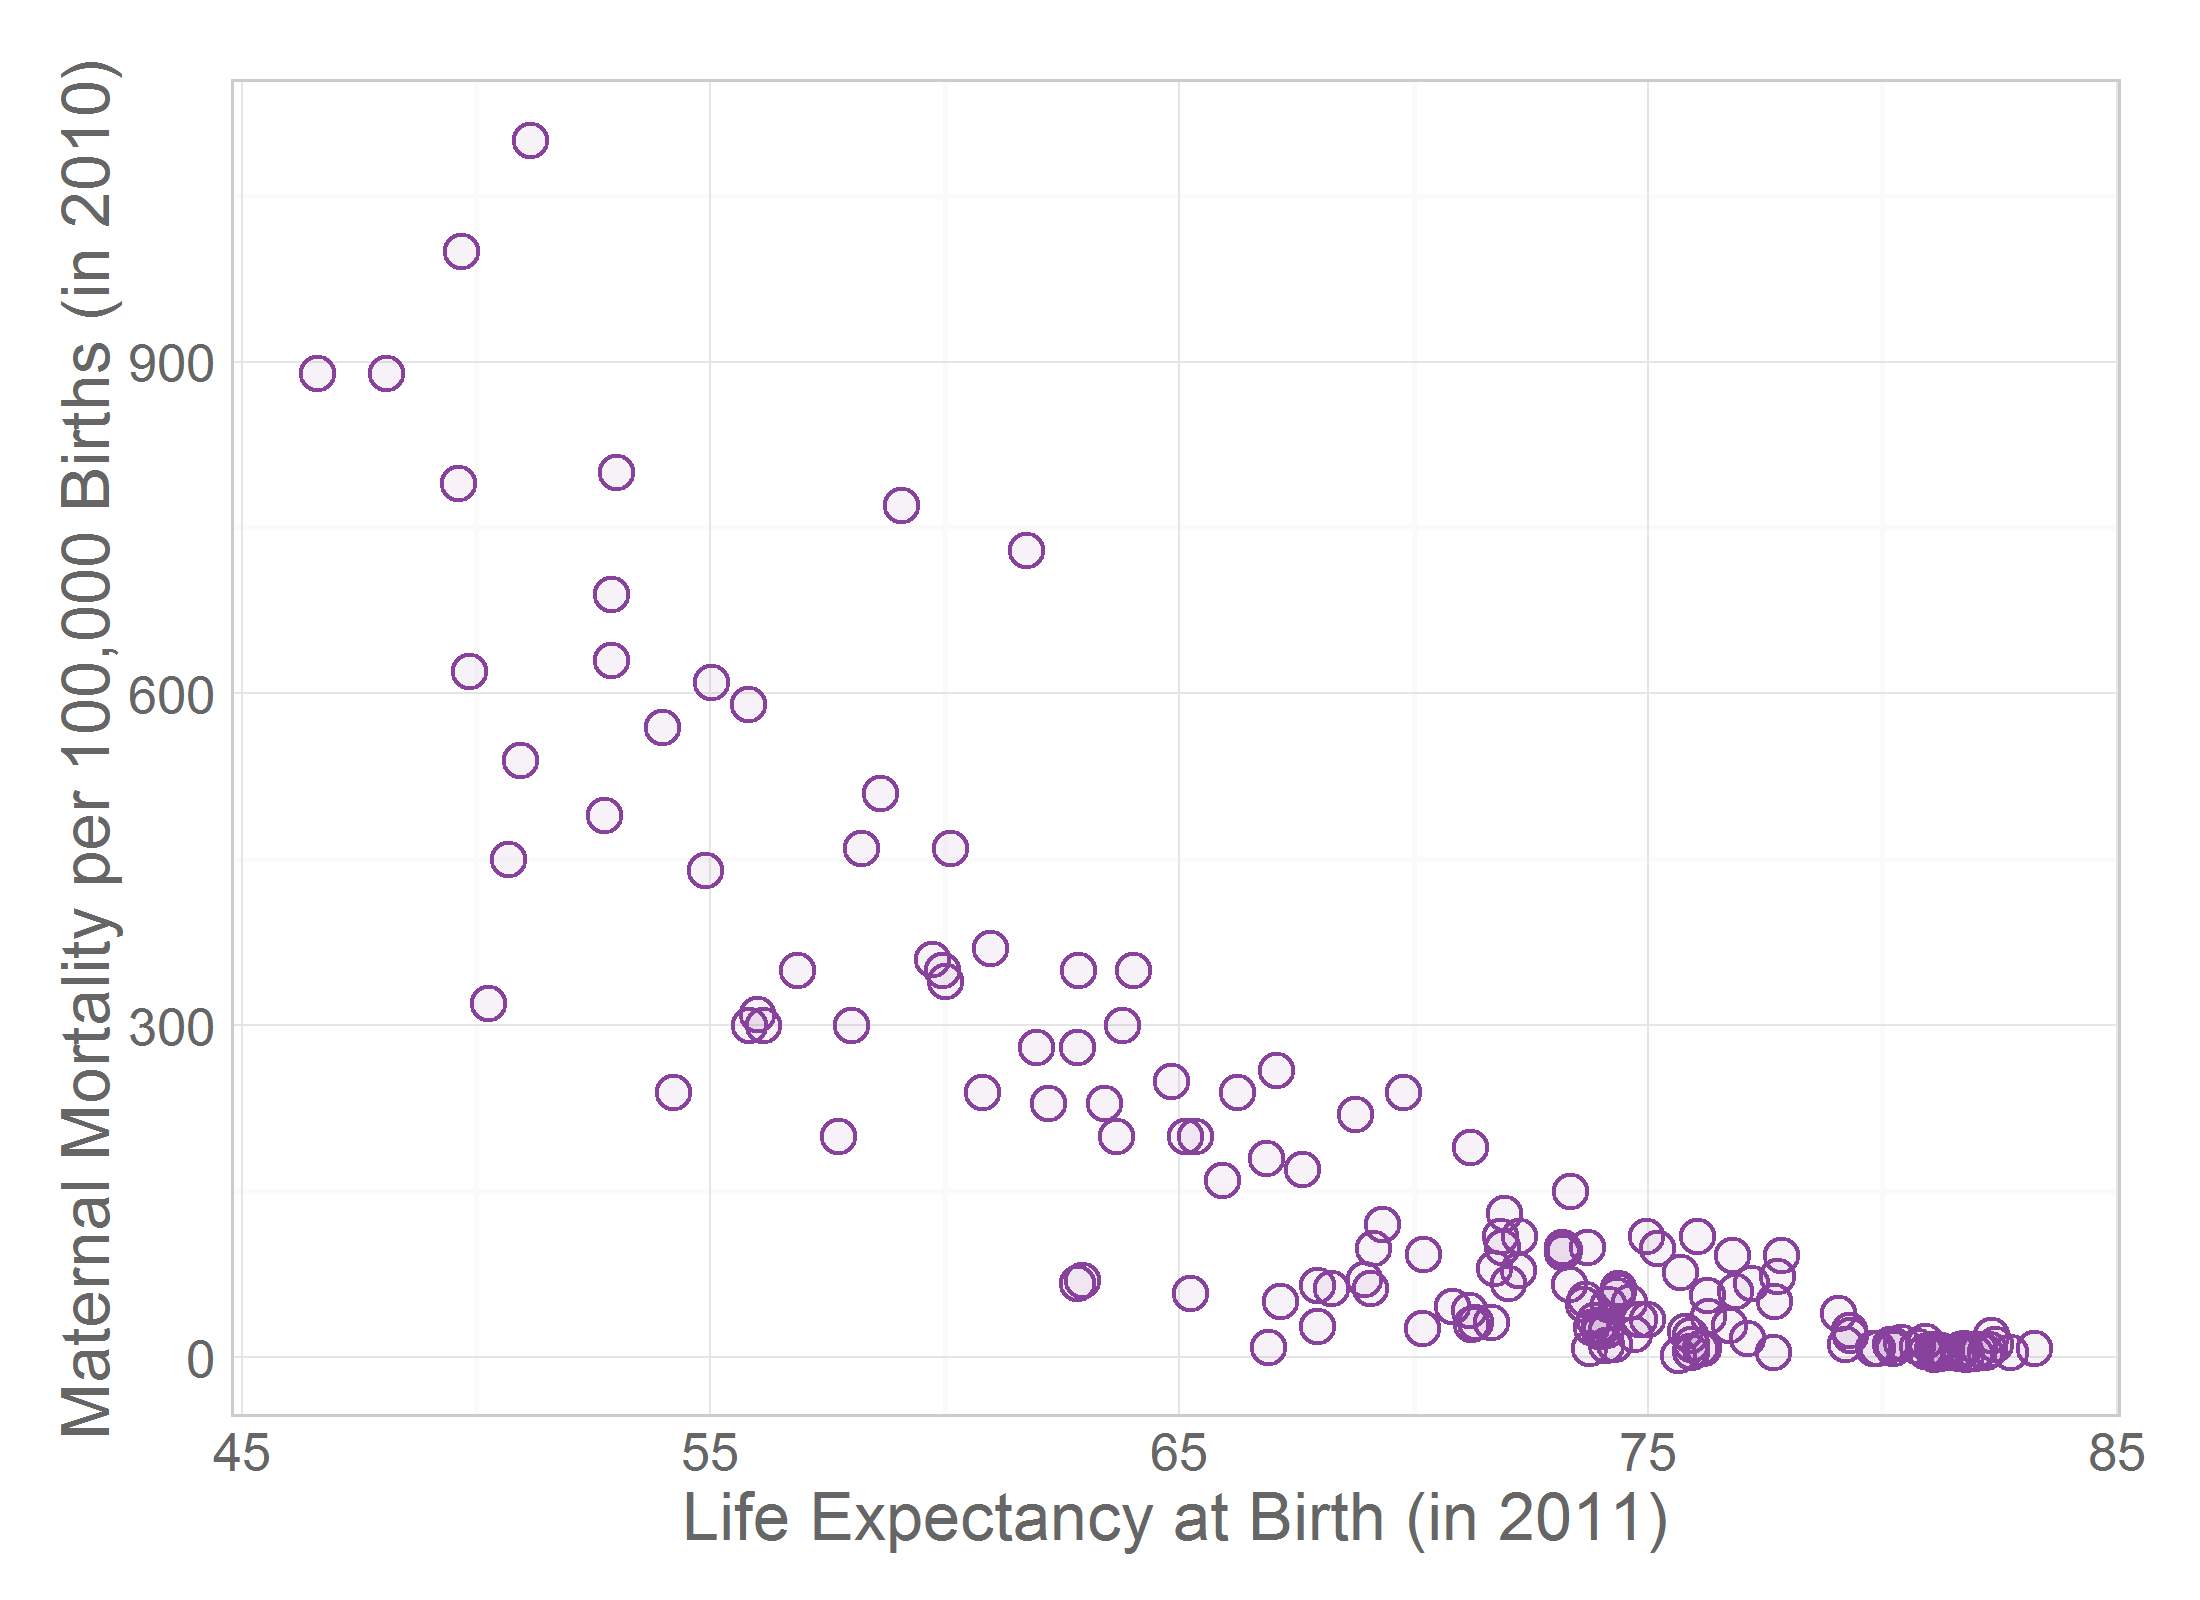 Maternal Mortality per 100,000 Births (in 2010)
900
600
300
0
45 55 65 75 85
Life Expectancy at Birth (in 2011)